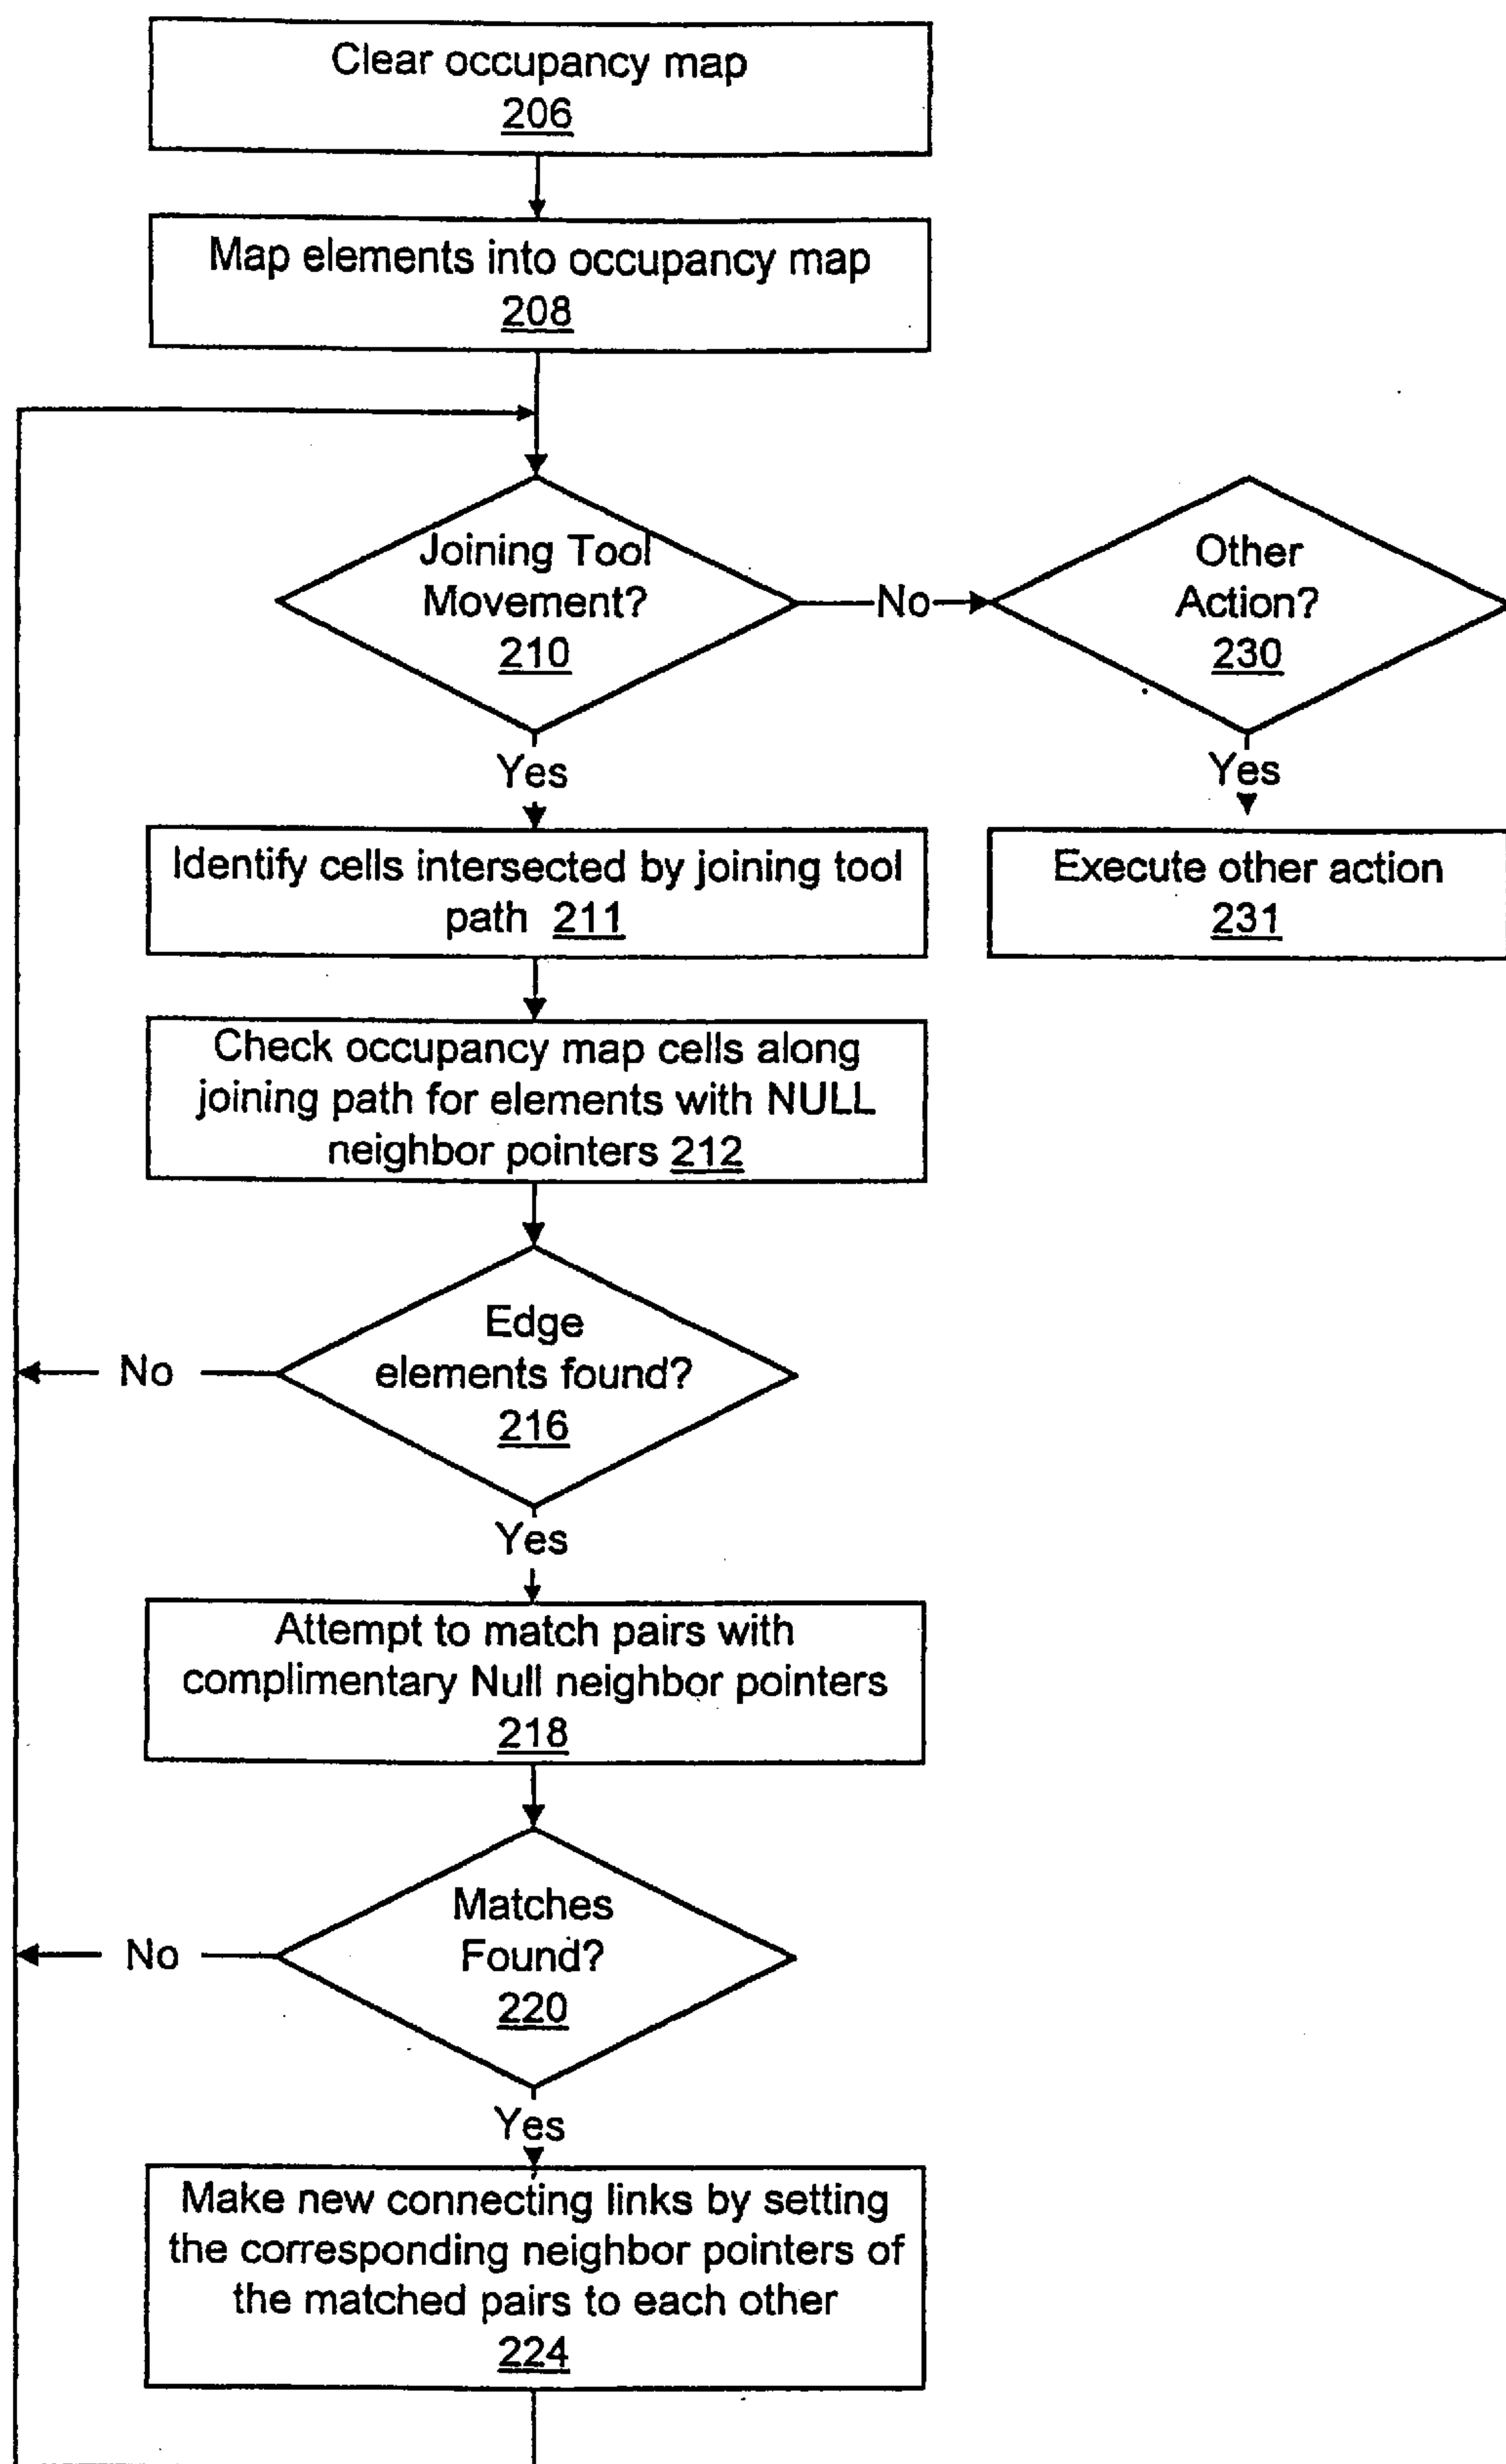 Clear occupancy map
206
Map elements into occupancy map
208
Joining Tool
Movement?
210
No
Other
Action?
230
Yes
Yes
Identify cells intersected by joining tool
path 211
Execute other action
231
Check occupancy map cells along
joining path for elements with NULL
neighbor pointers 212
Edge
elements found?
216
No
Yes
Attempt to match pairs with
complimentary Null neighbor pointers
218
Matches
Found?
220
No
Yes
Make new connecting links by setting
the corresponding neighbor pointers of
the matched pairs to each other
224